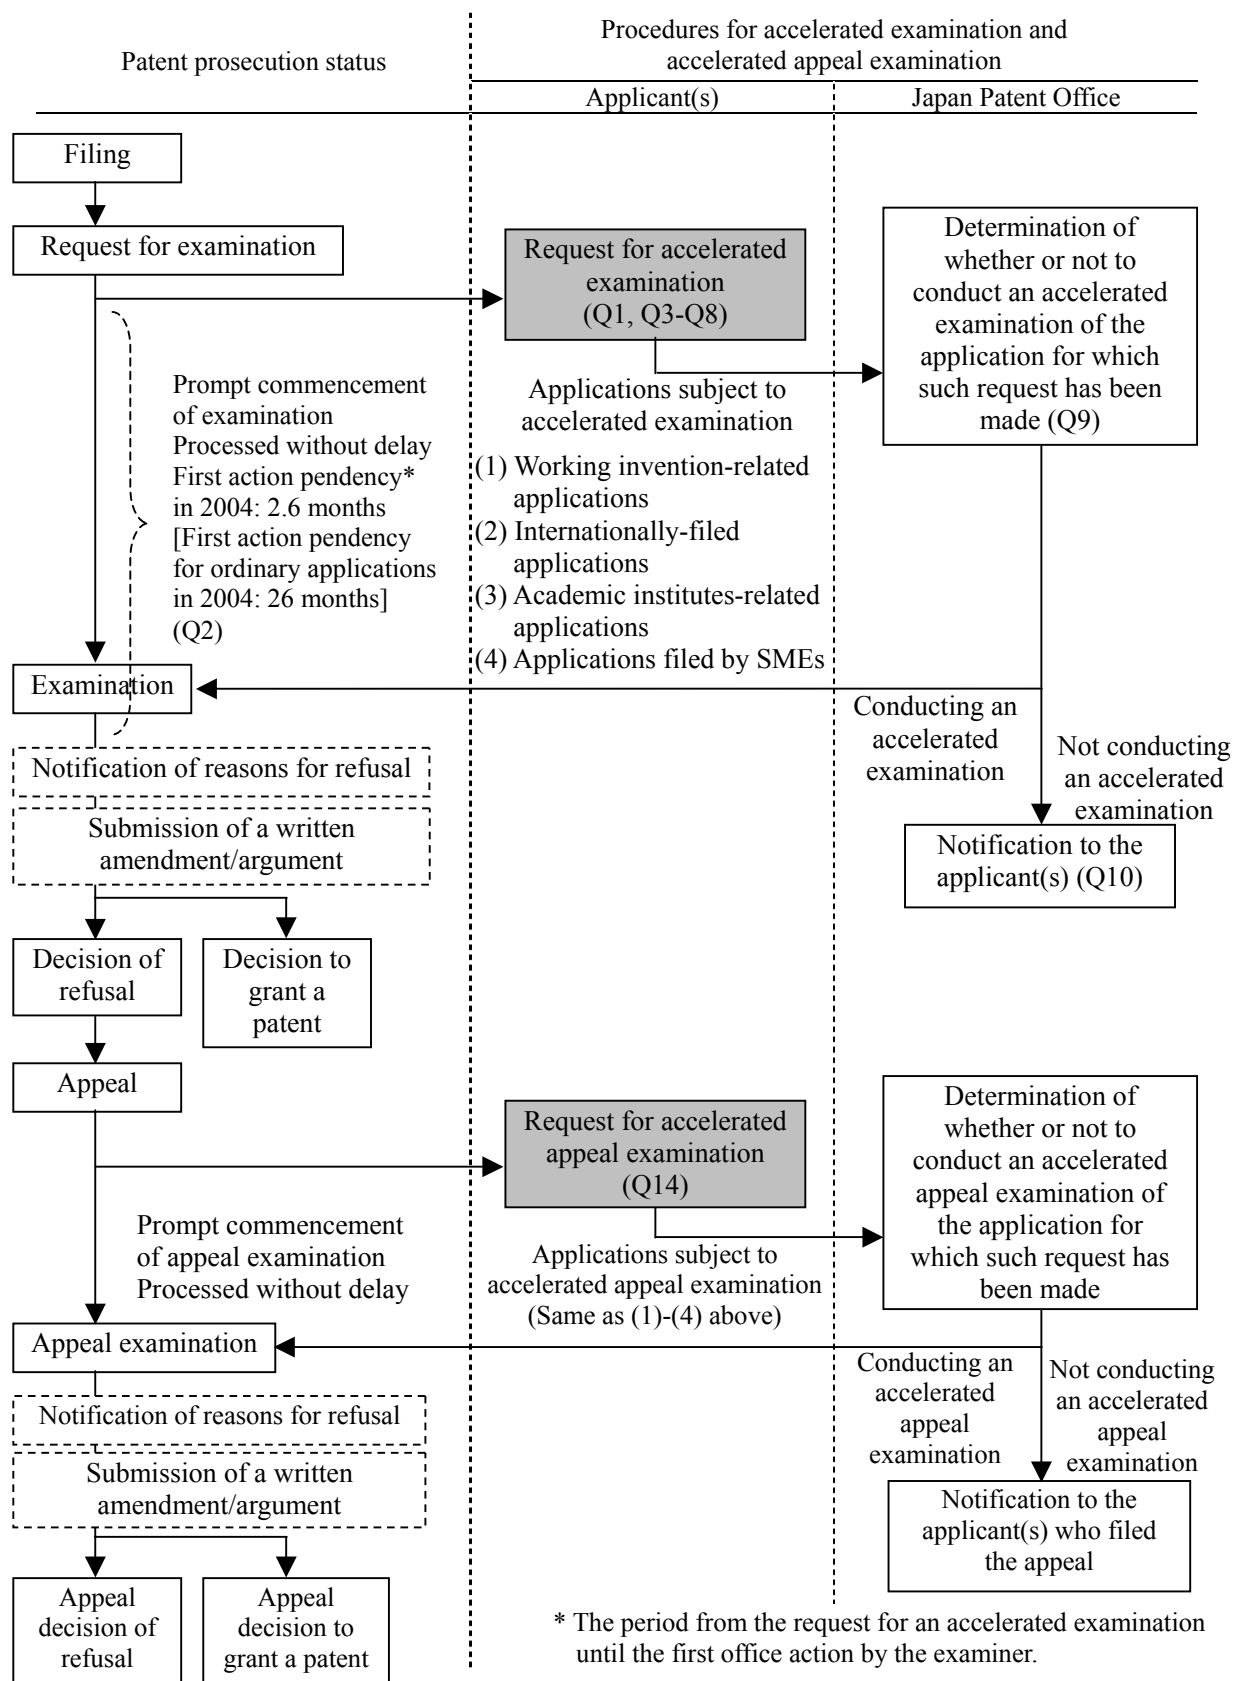 Patent prosecution status
Procedures for accelerated examination and
accelerated appeal examination
Applicant(s)
Japan Patent Office
Filing
Request for examination
Request for accelerated
examination
(Q1, Q3-Q8)
Determination of
whether or not to
conduct an accelerated
examination of the
application for which
such request has been
made (Q9)
Prompt commencement
of examination
Processed without delay
First action pendency*
in 2004: 2.6 months
[First action pendency
for ordinary applications
in 2004: 26 months]
(Q2)
Applications subject to
accelerated examination
(1) Working invention-related
applications
(2) Internationally-filed
applications
(3) Academic institutes-related
applications
(4) Applications filed by SMEs
Examination
Conducting an
accelerated
examination
Not conducting
an accelerated
examination
Notification of reasons for refusal
Submission of a written
amendment/argument
Notification to the
applicant(s) (Q10)
Decision of
refusal
Decision to
grant a
patent
Appeal
Request for accelerated
appeal examination
(Q14)
Determination of
whether or not to
conduct an accelerated
appeal examination of
the application for
which such request has
been made
Prompt commencement
of appeal examination
Processed without delay
Applications subject to
accelerated appeal examination
(Same as (1)-(4) above)
Appeal examination
Conducting an
accelerated
appeal
examination
Not conducting
an accelerated
appeal
examination
Notification of reasons for refusal
Submission of a written
amendment/argument
Notification to the
applicant(s) who filed
the appeal
Appeal
decision of
refusal
Appeal
decision to
grant a patent
* The period from the request for an accelerated examination
until the first office action by the examiner.